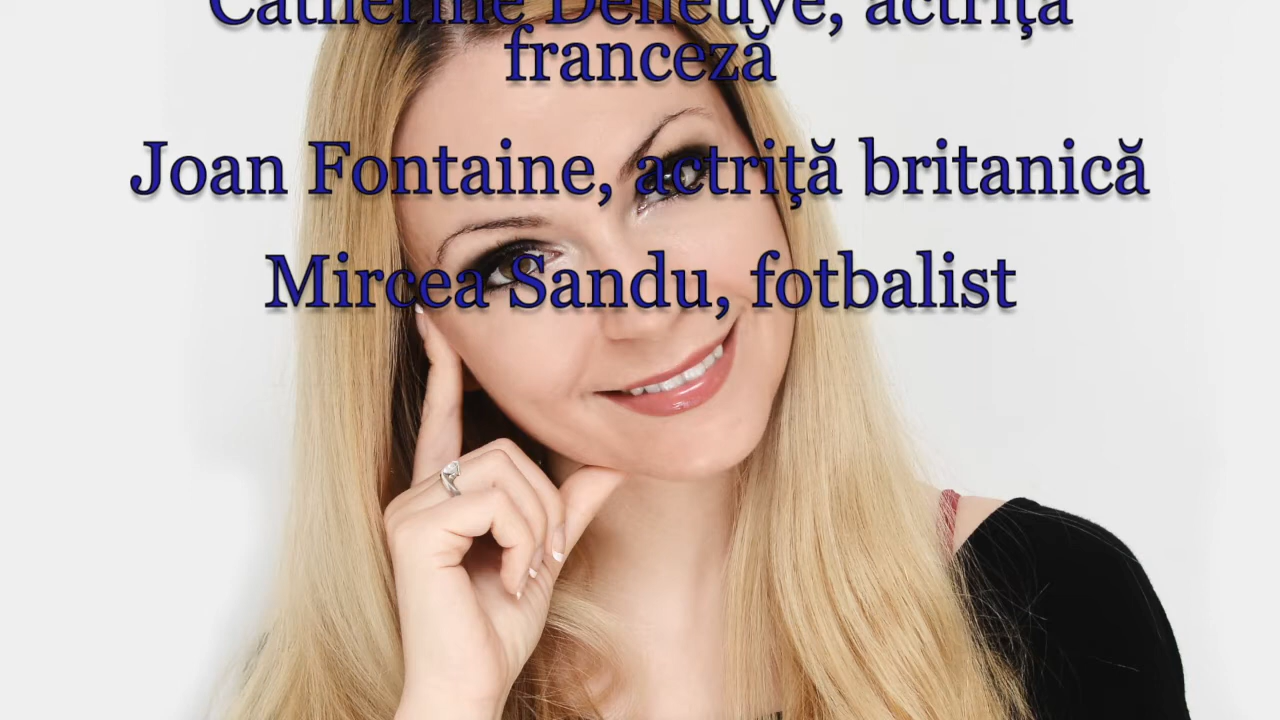 Catherine Deneuve, actriță
franceză
Joan Fontaine, actriță britanică
Mircea Sandu, fotbalist